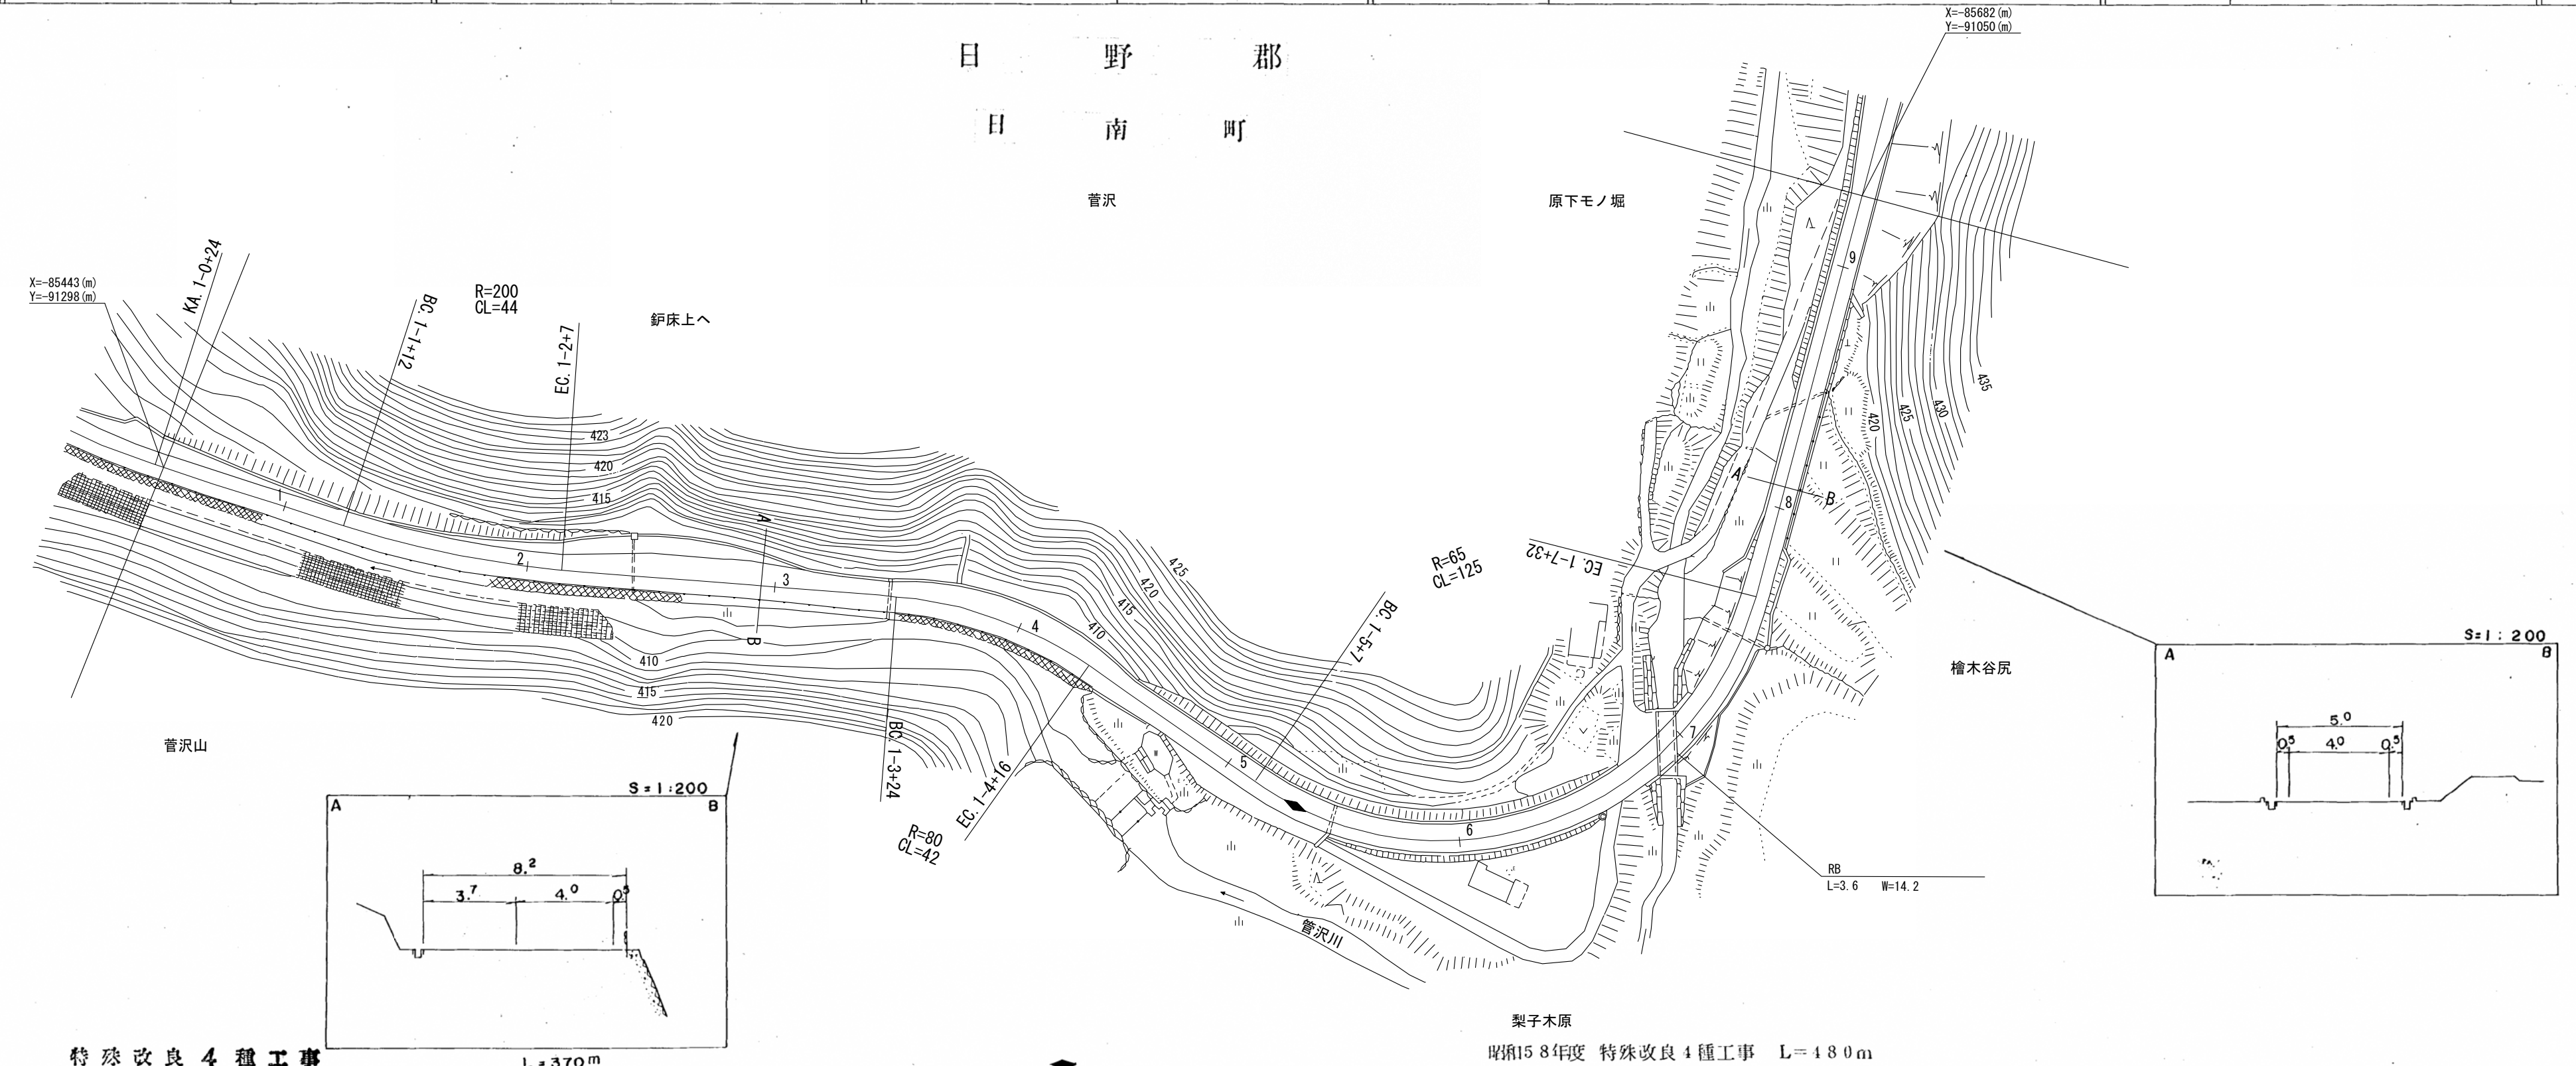 X=-85682(m)
Y=-91050(m)
日野郡
日南町
菅沢
原下モノ堀
KA. 1-0+24
X=-85443(m)
Y=-91298(m)
BC. 1-1+12
R=200
CL=44
EC. 1-2+7
鈩床上へ
423
420
415
1
2
3
4
5
6
7
8
9
A
B
410
415
420
425
420
415
410
BC. 1-3+24
EC. 1-4+16
R=80
CL=42
BC. 1-5+7
R=65
CL=125
EC. 1-7+32
A
B
420
425
430
435
檜木谷尻
菅沢山
管沢川
RB
L=3.6 W=14.2
梨子木原
S=1:200
A
B
8.2
3.7
4.0
0.5
L=370m
特殊改良4種工事
S=1:200
A
B
5.0
0.5
4.0
0.5
昭和58年度 特殊改良4種工事 L=480m